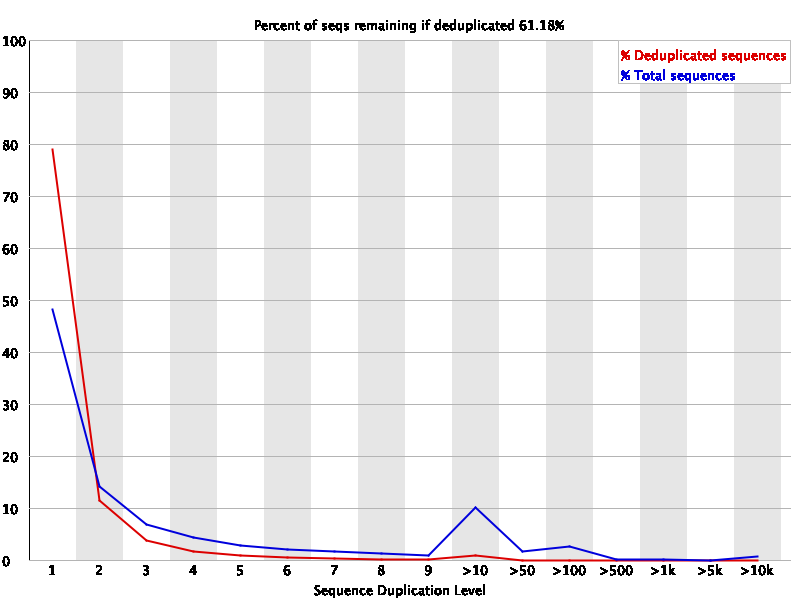 Percent of seqs remaining if deduplicated 61.18%
% Deduplicated sequences
% Total sequences
100
90
80
70
60
50
40
30
20
10
0
1 2 3 4 5 6 7 8 9 >10 >50 >100 >500 >1k >5k >10k
Sequence Duplication Level